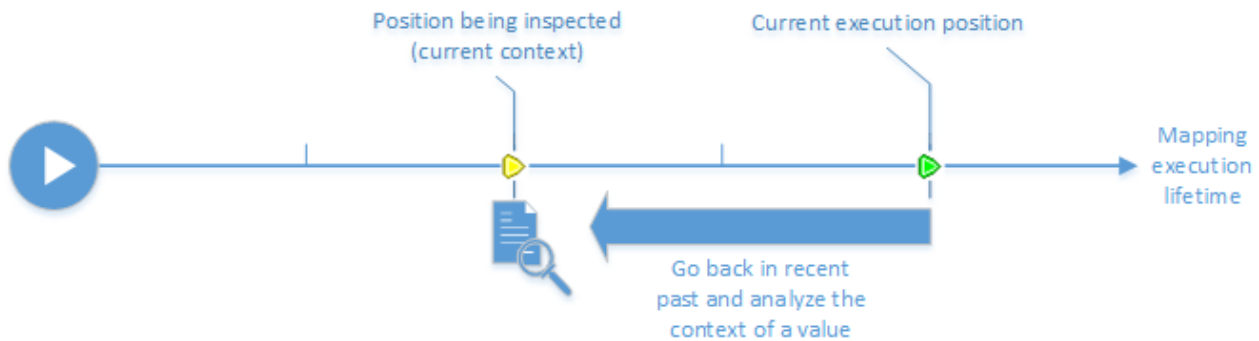 Position being inspected
(current context)
Current execution position
Mapping
execution
lifetime
Go back in recent
past and analyze the
context of a value